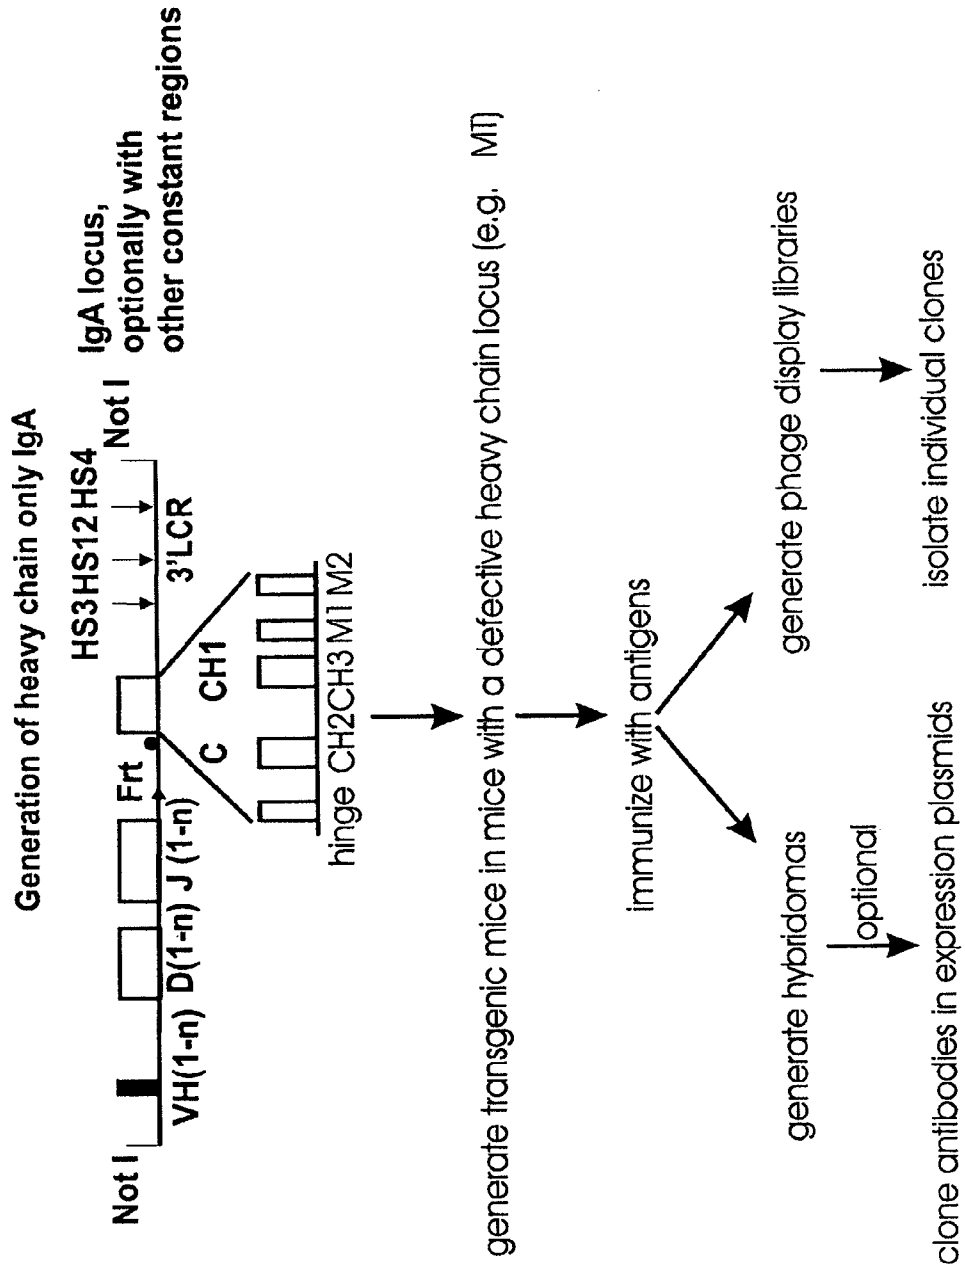 Generation of heavy chain only IgA
HS3HS12 HS4
Not I
Frt
Not I
IgA locus,
optionally with
other constant regions
VH(1-n) D(1-n) J (1-n)
3'LCR
C CH1
hinge CH2CH3 M1 M2
generate transgenic mice in mice with a defective heavy chain locus (e.g. MT)
immunize with antigens
generate hybridomas
generate phage display libraries
optional
clone antibodies in expression plasmids
isolate individual clones